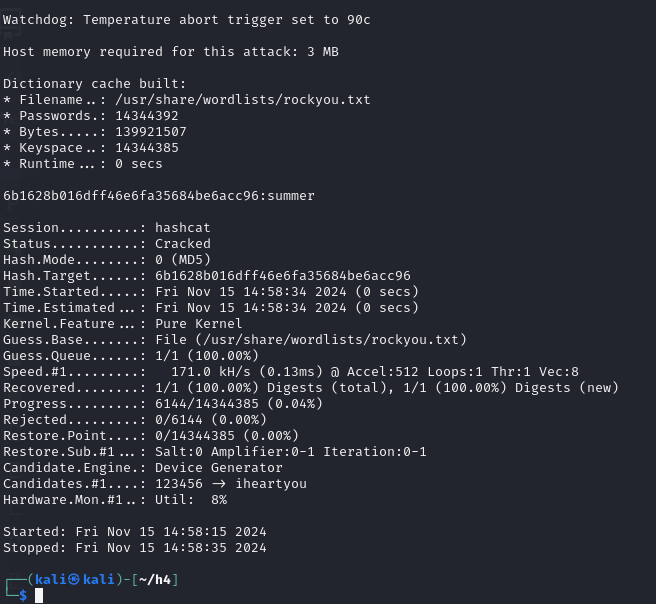 Watchdog: Temperature abort trigger set to 90c
Host memory required for this attack: 3 MB
Dictionary cache built:
* Filename..: /usr/share/wordlists/rockyou.txt
* Passwords.: 14344392
* Bytes.....: 139921507
* Keyspace..: 14344385
* Runtime...: 0 secs
6b1628b016dff46e6fa35684be6acc96:summer
Session..........: hashcat
Status...........: Cracked
Hash.Mode........: 0 (MD5)
Hash.Target......: 6b1628b016dff46e6fa35684be6acc96
Time.Started.....: Fri Nov 15 14:58:34 2024 (0 secs)
Time.Estimated...: Fri Nov 15 14:58:34 2024 (0 secs)
Kernel.Feature...: Pure Kernel
Guess.Base.......: File (/usr/share/wordlists/rockyou.txt)
Guess.Queue......: 1/1 (100.00%)
Speed.#1.........:   171.0 kH/s (0.13ms) @ Accel:512 Loops:1 Thr:1 Vec:8
Recovered........: 1/1 (100.00%) Digests (total), 1/1 (100.00%) Digests (new)
Progress.........: 6144/14344385 (0.04%)
Rejected.........: 0/6144 (0.00%)
Restore.Point....: 0/14344385 (0.00%)
Restore.Sub.#1...: Salt:0 Amplifier:0-1 Iteration:0-1
Candidate.Engine.: Device Generator
Candidates.#1....: 123456 -> iheartyou
Hardware.Mon.#1..: Util:  8%
Started: Fri Nov 15 14:58:15 2024
Stopped: Fri Nov 15 14:58:35 2024
┌──(kali㉿kali)-[~/h4]
└─$